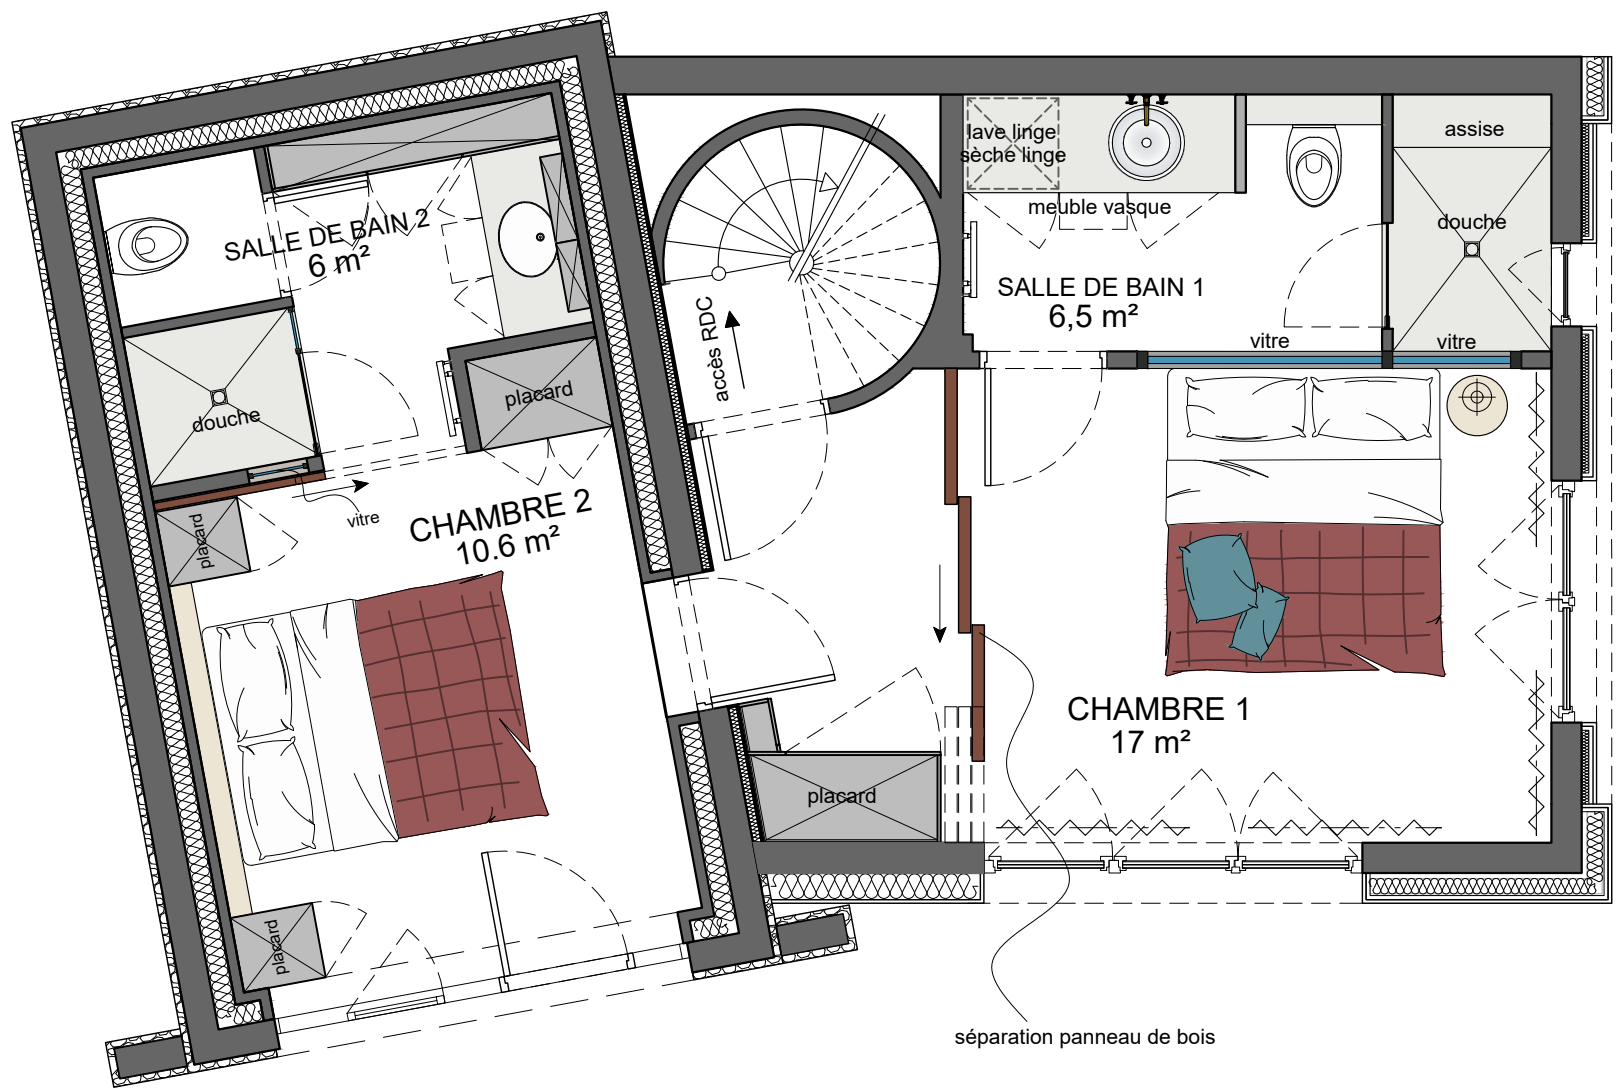 lave linge
sèche linge
assise
meuble vasque
douche
SALLE DE BAIN 2
6 m²
SALLE DE BAIN 1
6,5 m²
accès RDC
vitre
vitre
placard
douche
vitre
CHAMBRE 2
10.6 m²
placard
CHAMBRE 1
17 m²
placard
placard
séparation panneau de bois